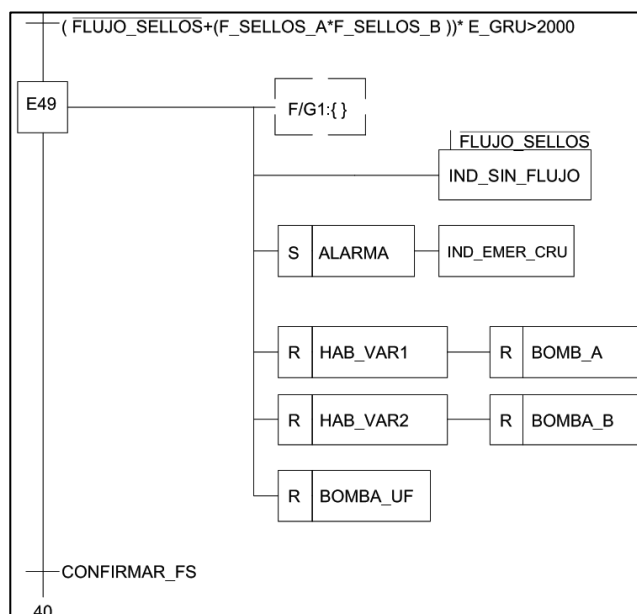 ( FLUJO_SELLOS+(F_SELLOS_A*F_SELLOS_B ))* E_GRU>2000
E49
F/G1:{ }
FLUJO_SELLOS
IND_SIN_FLUJO
S ALARMA IND_EMER_CRU
R HAB_VAR1 R BOMB_A
R HAB_VAR2 R BOMBA_B
R BOMBA_UF
CONFIRMAR_FS
40